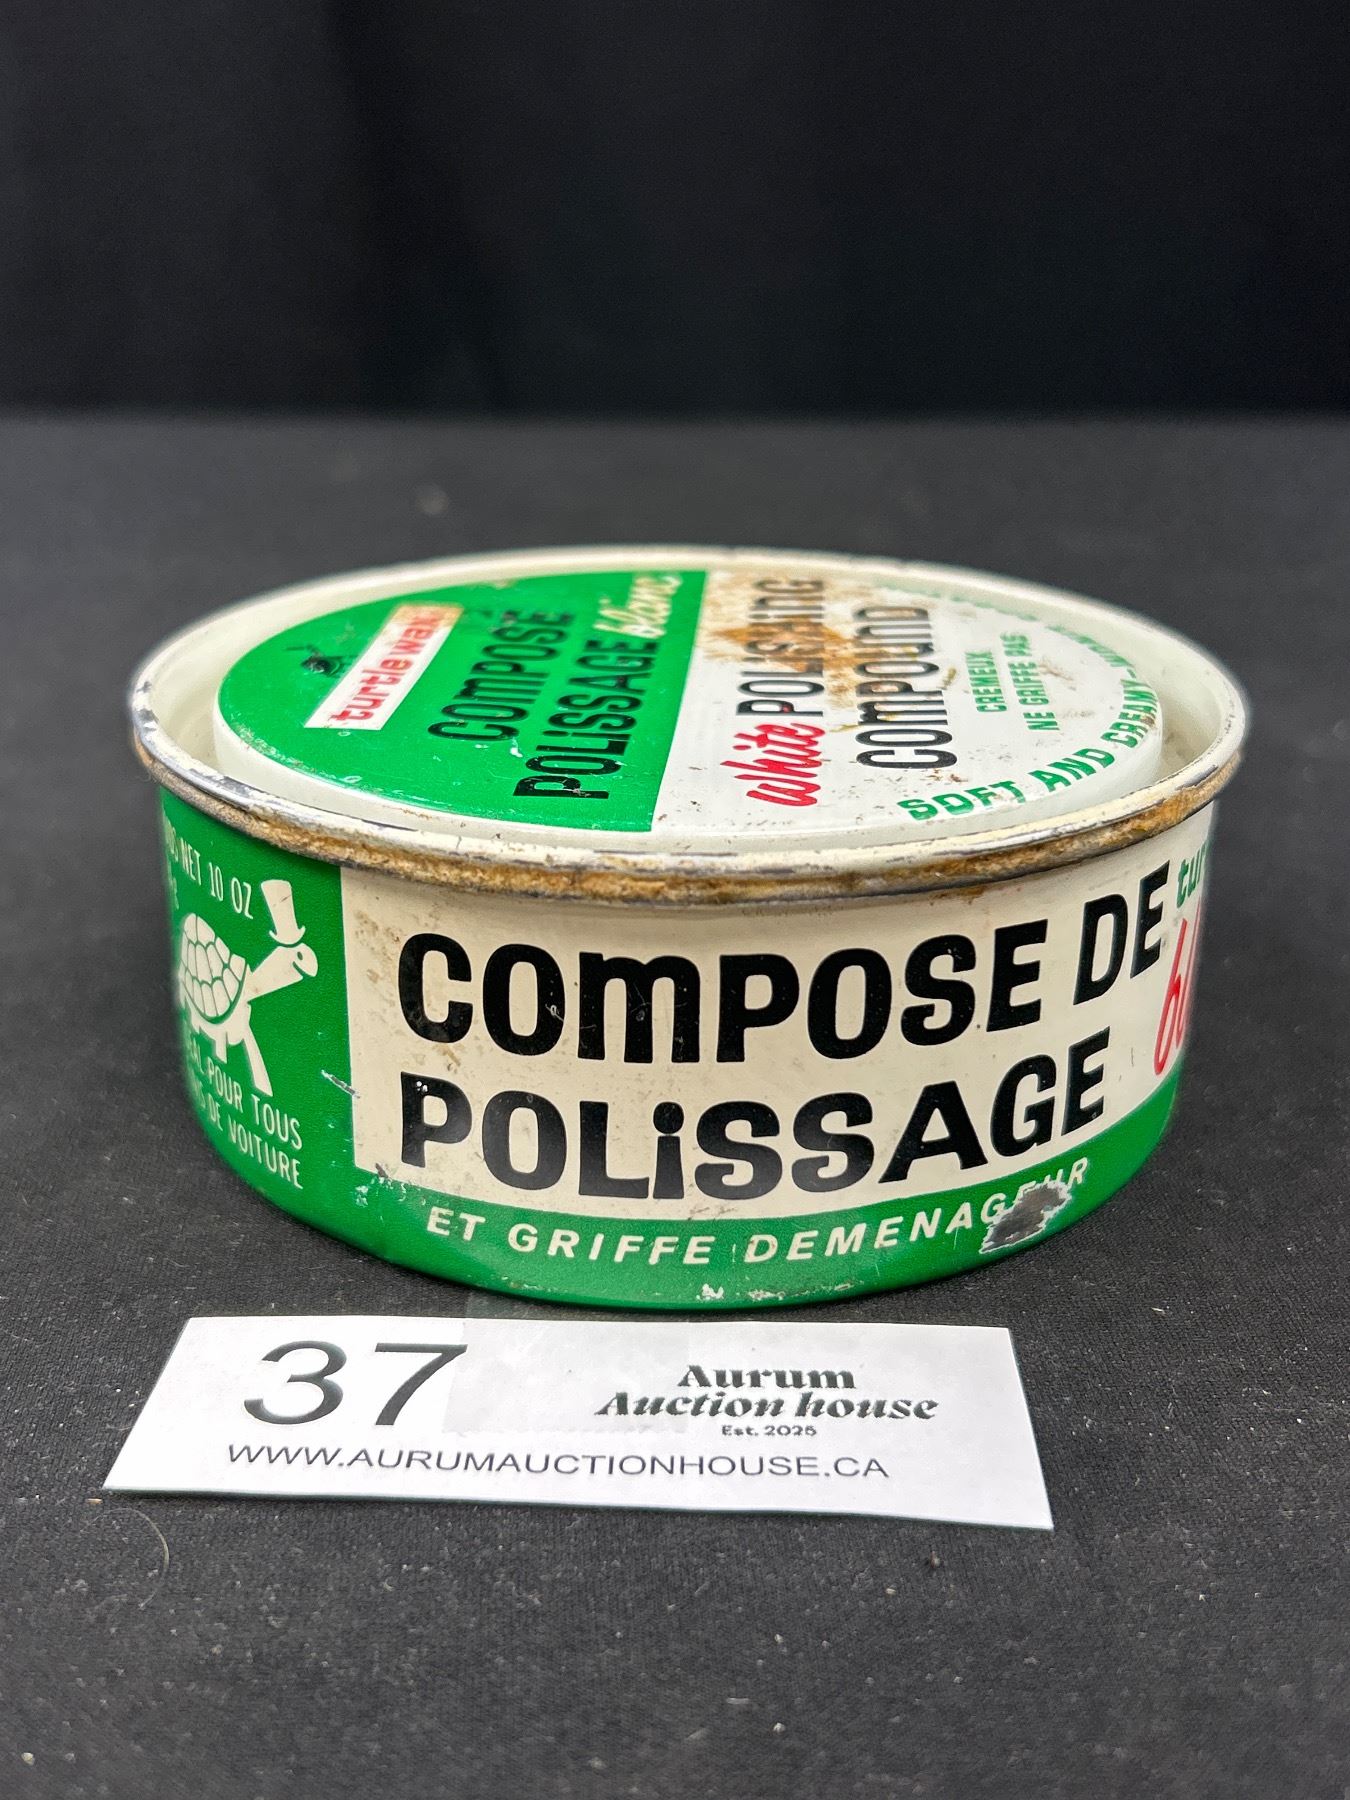 turtle wax
COMPOSÉ
POLISSAGE blanc
white POLISHING
COMPOUND
CREMEUX
NE GRIFFE PAS
SOFT AND CREAMY
NET 10 OZ
POUR TOUS
DE VOITURE
COMPOSE DE
POLISSAGE
ET GRIFFE DEMENAGEUR
37
Aurum
Auction house
Est. 2025
WWW.AURUMAUCTIONHOUSE.CA